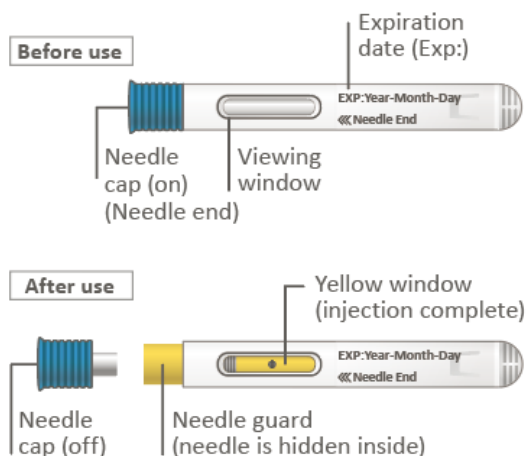 Before use
Expiration
date (Exp:)
EXP:Year-Month-Day
⋘ Needle End
Needle
cap (on)
(Needle end)
Viewing
window
After use
Yellow window
(injection complete)
EXP:Year-Month-Day
⋘ Needle End
Needle
cap (off)
Needle guard
(needle is hidden inside)